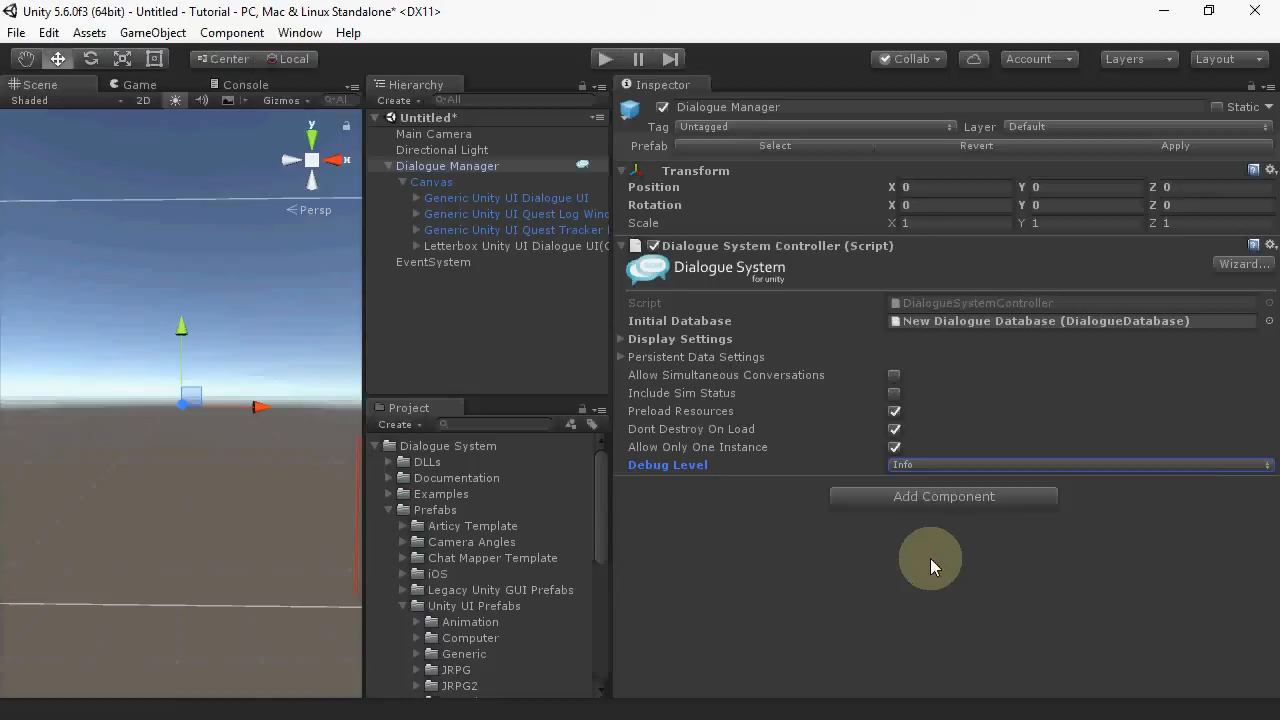 Unity 5.6.0f3 (64bit) - Untitled - Tutorial - PC, Mac & Linux Standalone* <DX11>
File Edit Assets GameObject Component Window Help
Center Local Collab Account Layers Layout
Scene Game Console
Shaded 2D Gizmos All
y
x
Persp
Hierarchy
Create All
Untitled*
Main Camera
Directional Light
Dialogue Manager
Canvas
Generic Unity UI Dialogue UI
Generic Unity UI Quest Log Wind
Generic Unity UI Quest Tracker
Letterbox Unity UI Dialogue UI(C
EventSystem
Project
Create
Dialogue System
DLLs
Documentation
Examples
Prefabs
Articy Template
Camera Angles
Chat Mapper Template
iOS
Legacy Unity GUI Prefabs
Unity UI Prefabs
Animation
Computer
Generic
JRPG
JRPG2
Inspector
Dialogue Manager Static
Tag Untagged Layer Default
Prefab Select Revert Apply
Transform
Position X 0 Y 0 Z 0
Rotation X 0 Y 0 Z 0
Scale X 1 Y 1 Z 1
Dialogue System Controller (Script)
Dialogue System
for unity
Wizard...
Script DialogueSystemController
Initial Database New Dialogue Database (DialogueDatabase)
Display Settings
Persistent Data Settings
Allow Simultaneous Conversations
Include Sim Status
Preload Resources
Dont Destroy On Load
Allow Only One Instance
Debug Level Info
Add Component